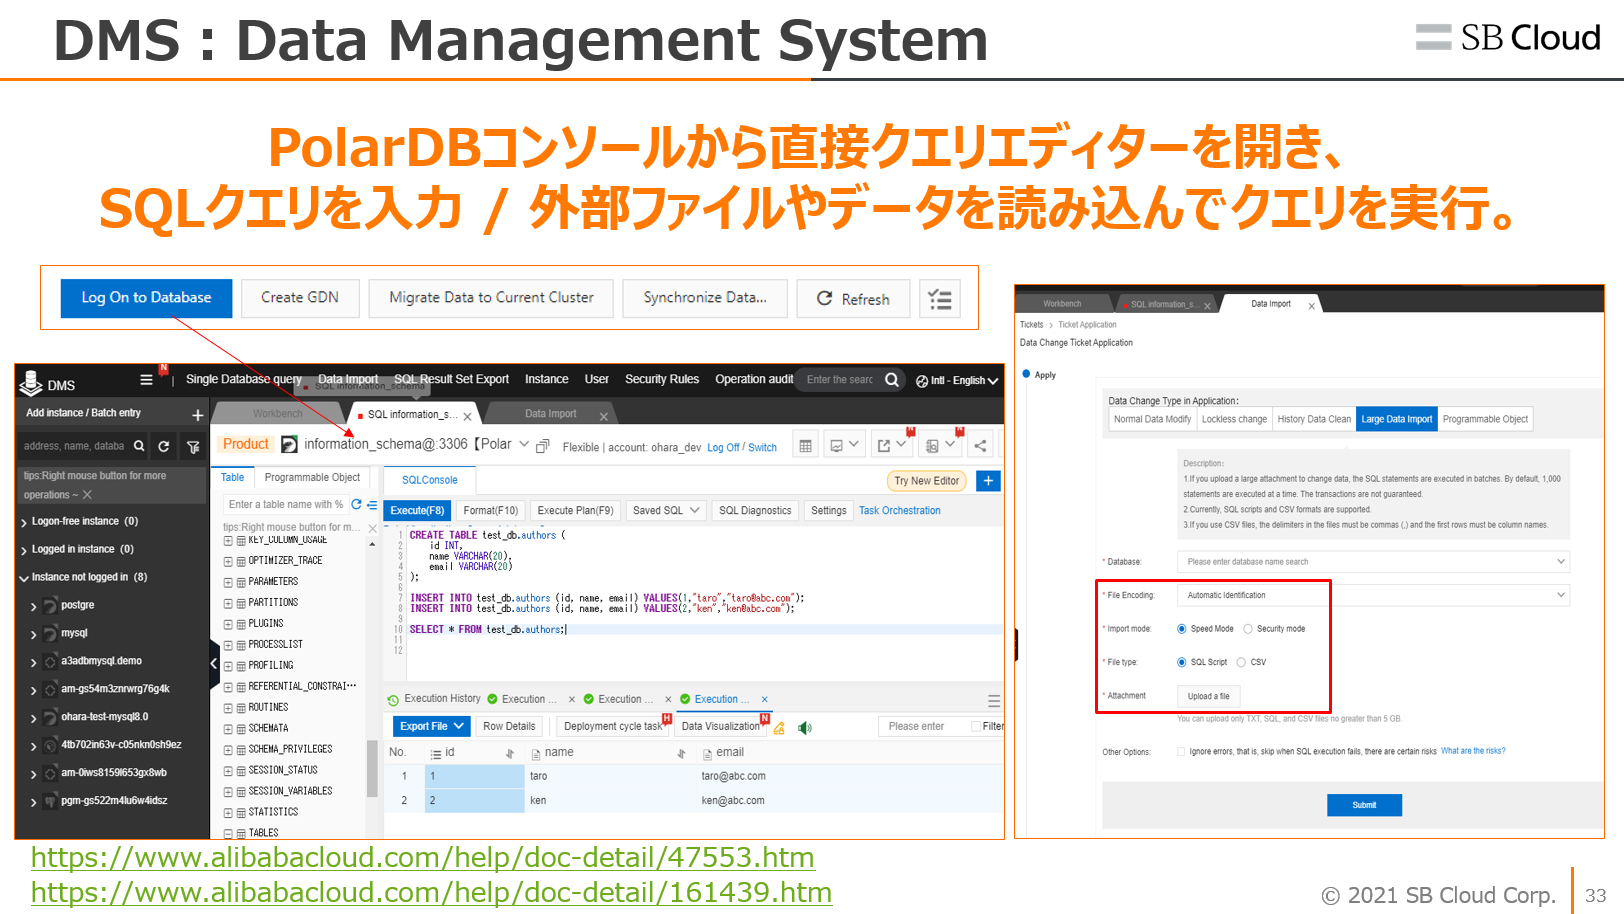 DMS : Data Management System
SB Cloud
PolarDBコンソールから直接クエリエディターを開き、
SQLクエリを入力 / 外部ファイルやデータを読み込んでクエリを実行。
Log On to Database
Create GDN
Migrate Data to Current Cluster
Synchronize Data...
Refresh
DMS
N
Single Database query
Data Import
SQL Result Set Export
Instance
User
Security Rules
Operation audit
Enter the searc
Intl - English
Add instance / Batch entry
Workbench
SQL information_schema
SQL information_s...
Data Import
address, name, databa
Product
information_schema@:3306【Polar
Flexible | account: ohara_dev
Log Off / Switch
tips:Right mouse button for more
operations ~
Logon-free instance (0)
Logged in instance (0)
Instance not logged in (8)
postgre
mysql
a3adbmysql.demo
am-gs54m3znrwrg76g4k
ohara-test-mysql8.0
4tb702in63v-c05nkn0sh9ez
am-0iws8159l653gx8wb
pgm-gs522m4lu6w4idsz
Table
Programmable Object
Enter a table name with %
tips:Right mouse button for m...
KEY_COLUMN_USAGE
OPTIMIZER_TRACE
PARAMETERS
PARTITIONS
PLUGINS
PROCESSLIST
PROFILING
REFERENTIAL_CONSTRAI...
ROUTINES
SCHEMATA
SCHEMA_PRIVILEGES
SESSION_STATUS
SESSION_VARIABLES
STATISTICS
TABLES
SQLConsole
Try New Editor
Execute(F8)
Format(F10)
Execute Plan(F9)
Saved SQL
SQL Diagnostics
Settings
Task Orchestration
1 CREATE TABLE test_db.authors (
2 id INT,
3 name VARCHAR(20),
4 email VARCHAR(20)
5 );
6
7 INSERT INTO test_db.authors (id, name, email) VALUES(1,"taro","taro@abc.com");
8 INSERT INTO test_db.authors (id, name, email) VALUES(2,"ken","ken@abc.com");
9
10 SELECT * FROM test_db.authors;
11
12
Execution History
Execution ...
Execution ...
Execution ...
Export File
Row Details
Deployment cycle task
Data Visualization
Please enter
Filter
No. id name email
1 1 taro taro@abc.com
2 2 ken ken@abc.com
Workbench
SQL information_s...
Data Import
Tickets > Ticket Application
Data Change Ticket Application
Apply
Data Change Type in Application:
Normal Data Modify
Lockless change
History Data Clean
Large Data Import
Programmable Object
Description:
1.If you upload a large attachment to change data, the SQL statements are executed in batches. By default, 1,000
statements are executed at a time. The transactions are not guaranteed.
2.Currently, SQL scripts and CSV formats are supported.
3.If you use CSV files, the delimiters in the files must be commas (,) and the first rows must be column names.
* Database:
Please enter database name search
* File Encoding:
Automatic Identification
* Import mode:
Speed Mode
Security mode
* File type:
SQL Script
CSV
* Attachment
Upload a file
You can upload only TXT, SQL, and CSV files no greater than 5 GB.
Other Options:
Ignore errors, that is, skip when SQL execution fails, there are certain risks
What are the risks?
Submit
https://www.alibabacloud.com/help/doc-detail/47553.htm
https://www.alibabacloud.com/help/doc-detail/161439.htm
© 2021 SB Cloud Corp.
33